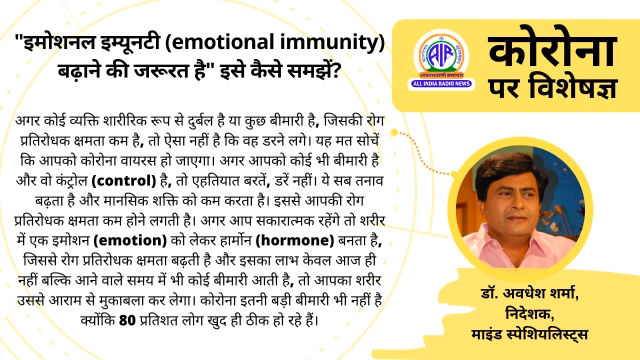 "इमोशनल इम्यूनटी (emotional immunity)
बढ़ाने की जरूरत है" इसे कैसे समझें?
अगर कोई व्यक्ति शारीरिक रूप से दुर्बल है या कुछ बीमारी है, जिसकी रोग
प्रतिरोधक क्षमता कम है, तो ऐसा नहीं है कि वह डरने लगे। यह मत सोचें
कि आपको कोरोना वायरस हो जाएगा। अगर आपको कोई भी बीमारी है
और वो कंट्रोल (control) है, तो एहतियात बरतें, डरें नहीं। ये सब तनाव
बढ़ता है और मानसिक शक्ति को कम करता है। इससे आपकी रोग
प्रतिरोधक क्षमता कम होने लगती है। अगर आप सकारात्मक रहेंगे तो शरीर
में एक इमोशन (emotion) को लेकर हार्मोन (hormone) बनता है,
जिससे रोग प्रतिरोधक क्षमता बढ़ती है और इसका लाभ केवल आज ही
नहीं बल्कि आने वाले समय में भी कोई बीमारी आती है, तो आपका शरीर
उससे आराम से मुकाबला कर लेगा। कोरोना इतनी बड़ी बीमारी भी नहीं है
क्योंकि 80 प्रतिशत लोग खुद ही ठीक हो रहे हैं।
AIR
ALL INDIA RADIO NEWS
कोरोना
पर विशेषज्ञ
डॉ. अवधेश शर्मा,
निदेशक,
माइंड स्पेशियलिस्ट्स